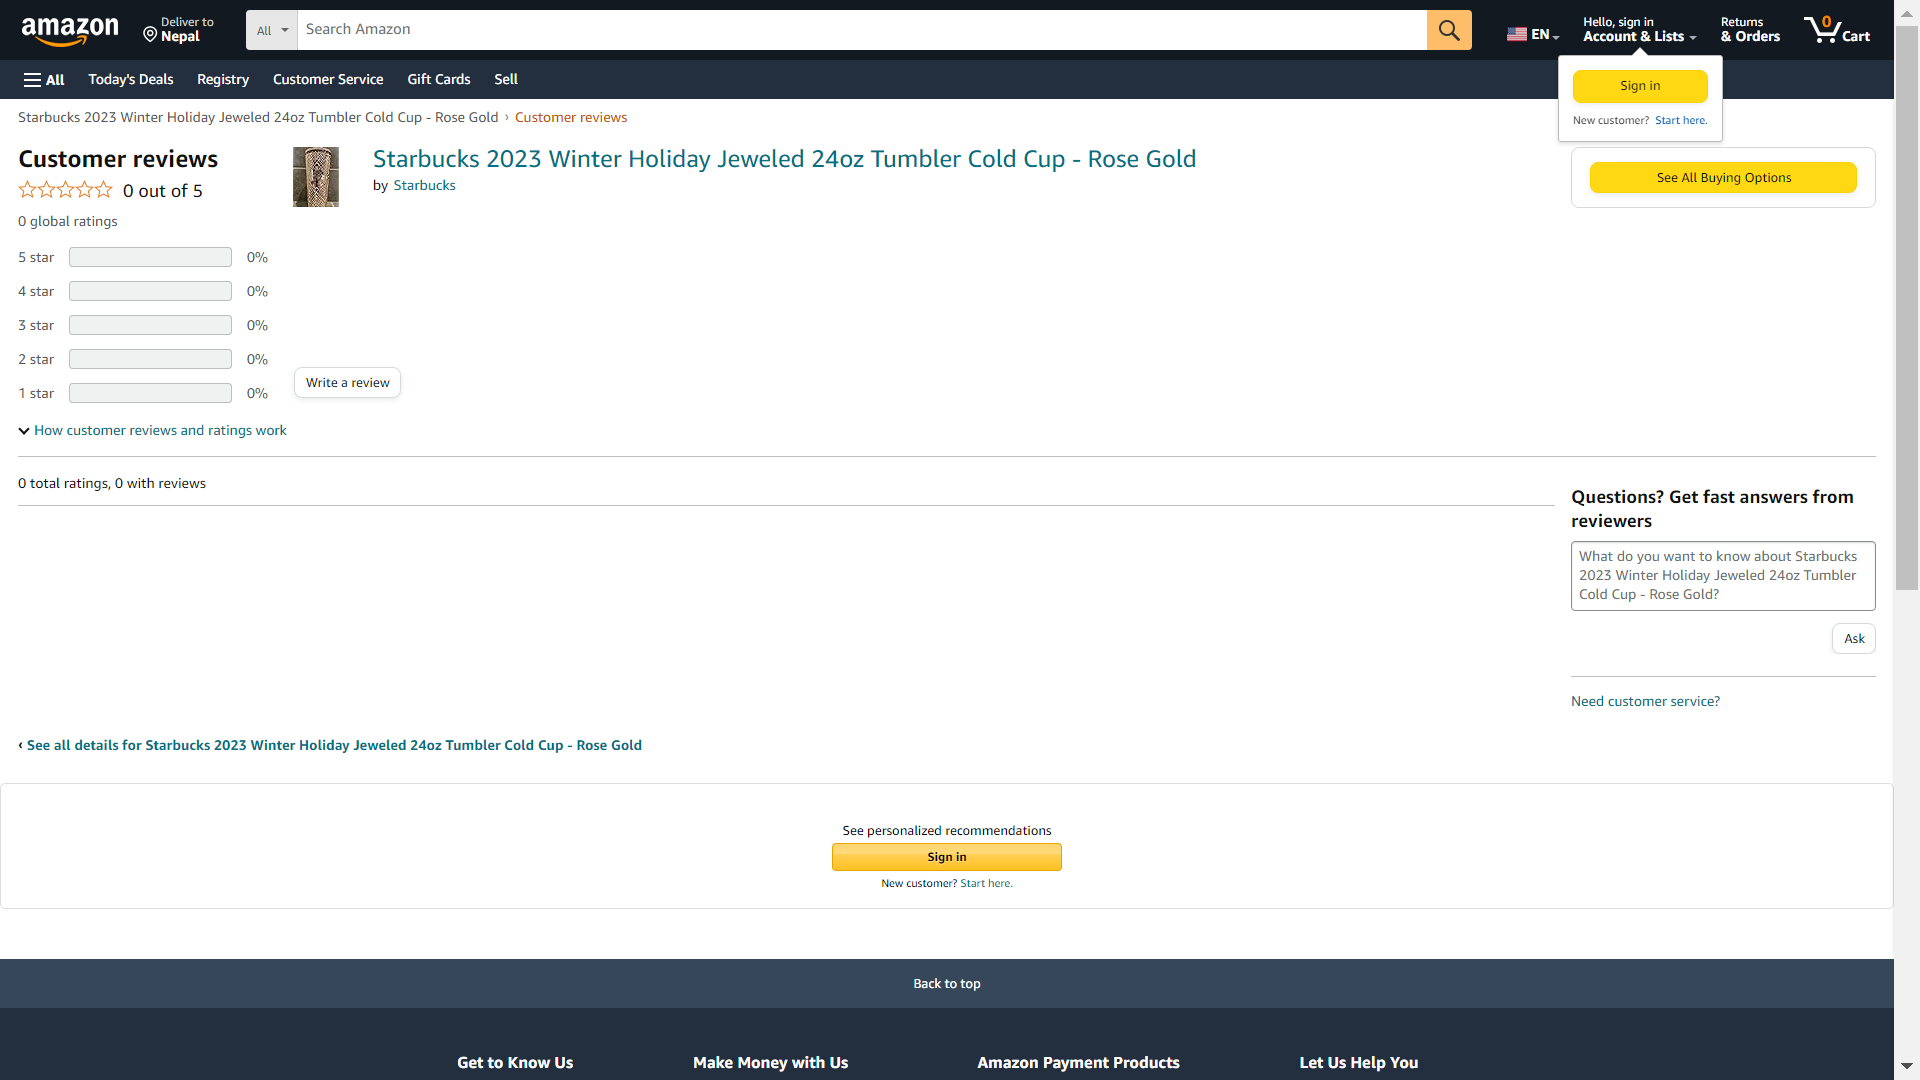 amazon
Deliver to
Nepal
All
Search Amazon
EN
Hello, sign in
Account & Lists
Returns
& Orders
0
Cart
All
Today's Deals
Registry
Customer Service
Gift Cards
Sell
Sign in
New customer? Start here.
Starbucks 2023 Winter Holiday Jeweled 24oz Tumbler Cold Cup - Rose Gold › Customer reviews
Customer reviews
0 out of 5
0 global ratings
5 star 0%
4 star 0%
3 star 0%
2 star 0%
1 star 0%
How customer reviews and ratings work
Starbucks 2023 Winter Holiday Jeweled 24oz Tumbler Cold Cup - Rose Gold
by Starbucks
Write a review
See All Buying Options
0 total ratings, 0 with reviews
Questions? Get fast answers from
reviewers
What do you want to know about Starbucks
2023 Winter Holiday Jeweled 24oz Tumbler
Cold Cup - Rose Gold?
Ask
Need customer service?
‹ See all details for Starbucks 2023 Winter Holiday Jeweled 24oz Tumbler Cold Cup - Rose Gold
See personalized recommendations
Sign in
New customer? Start here.
Back to top
Get to Know Us
Make Money with Us
Amazon Payment Products
Let Us Help You